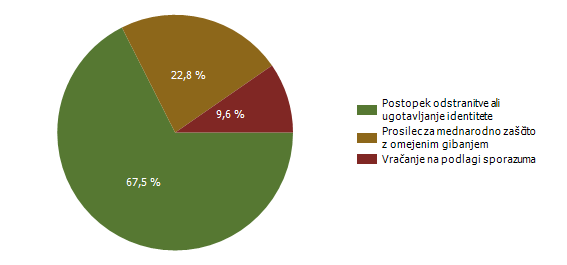 22,8 %
9,6 %
67,5 %
Postopek odstranitve ali
ugotavljanje identitete
Prosilec za mednarodno zaščito
z omejenim gibanjem
Vračanje na podlagi sporazuma